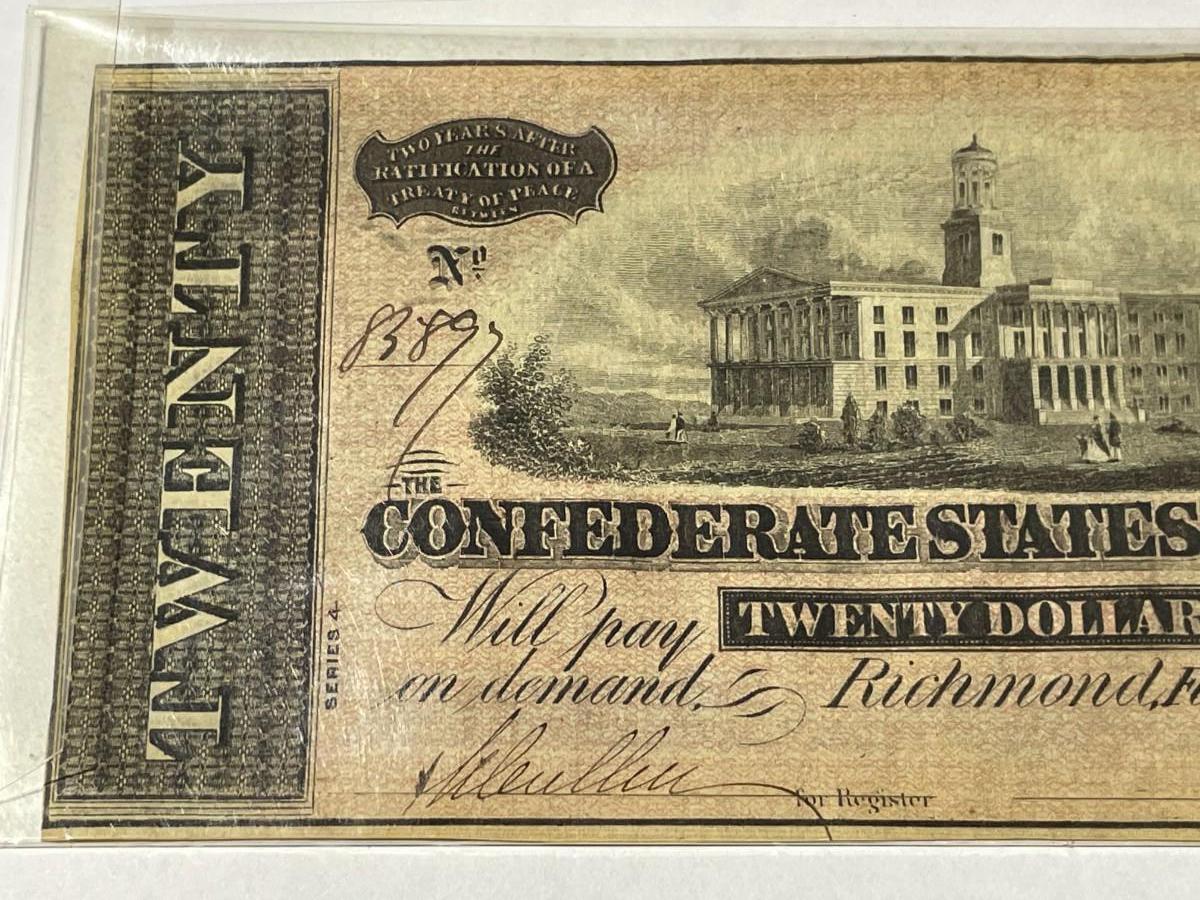 TWENTY
TWO YEARS AFTER
THE
RATIFICATION OF A
TREATY OF PEACE
BETWEEN
No
83897
THE
CONFEDERATE STATES
Will pay TWENTY DOLLAR
on demand, Richmond, F
SERIES 4
for Register